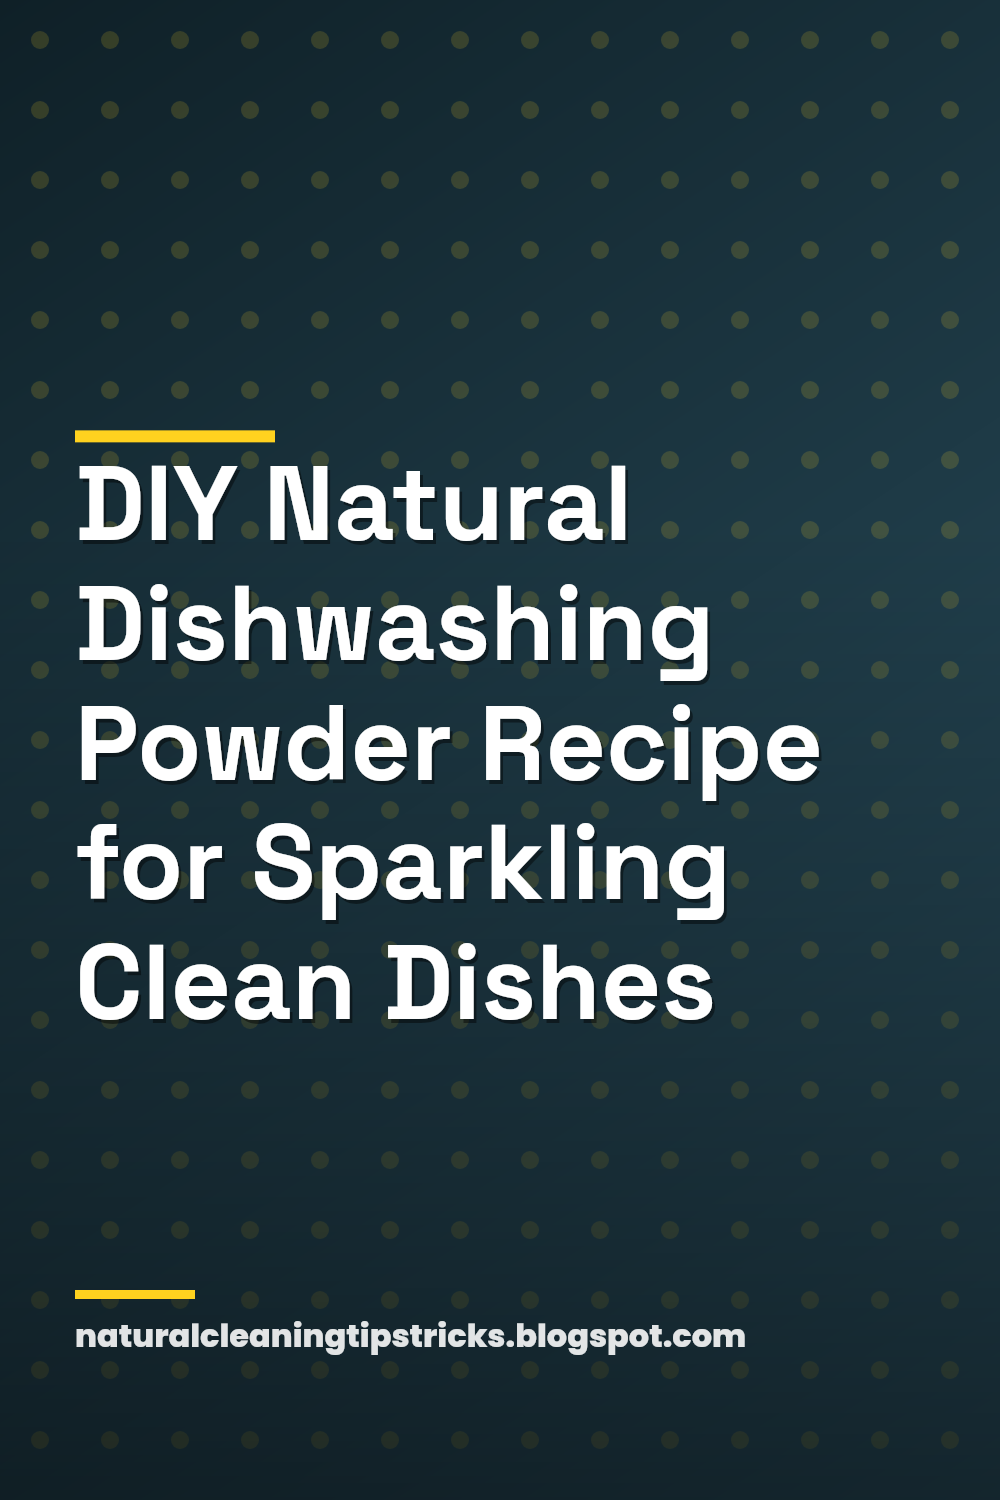 DIY Natural
Dishwashing
Powder Recipe
for Sparkling
Clean Dishes
naturalcleaningtipstricks.blogspot.com